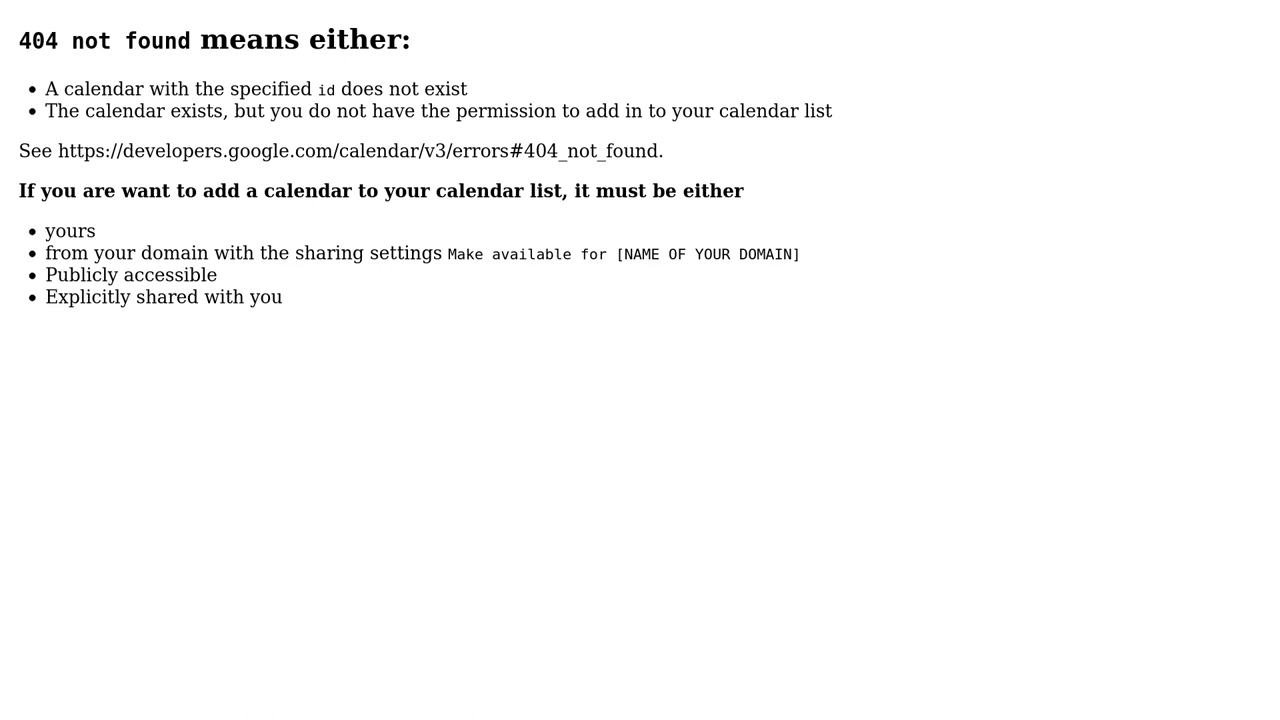 404 not found means either:
A calendar with the specified id does not exist
The calendar exists, but you do not have the permission to add in to your calendar list
See https://developers.google.com/calendar/v3/errors#404_not_found.
If you are want to add a calendar to your calendar list, it must be either
yours
from your domain with the sharing settings Make available for [NAME OF YOUR DOMAIN]
Publicly accessible
Explicitly shared with you